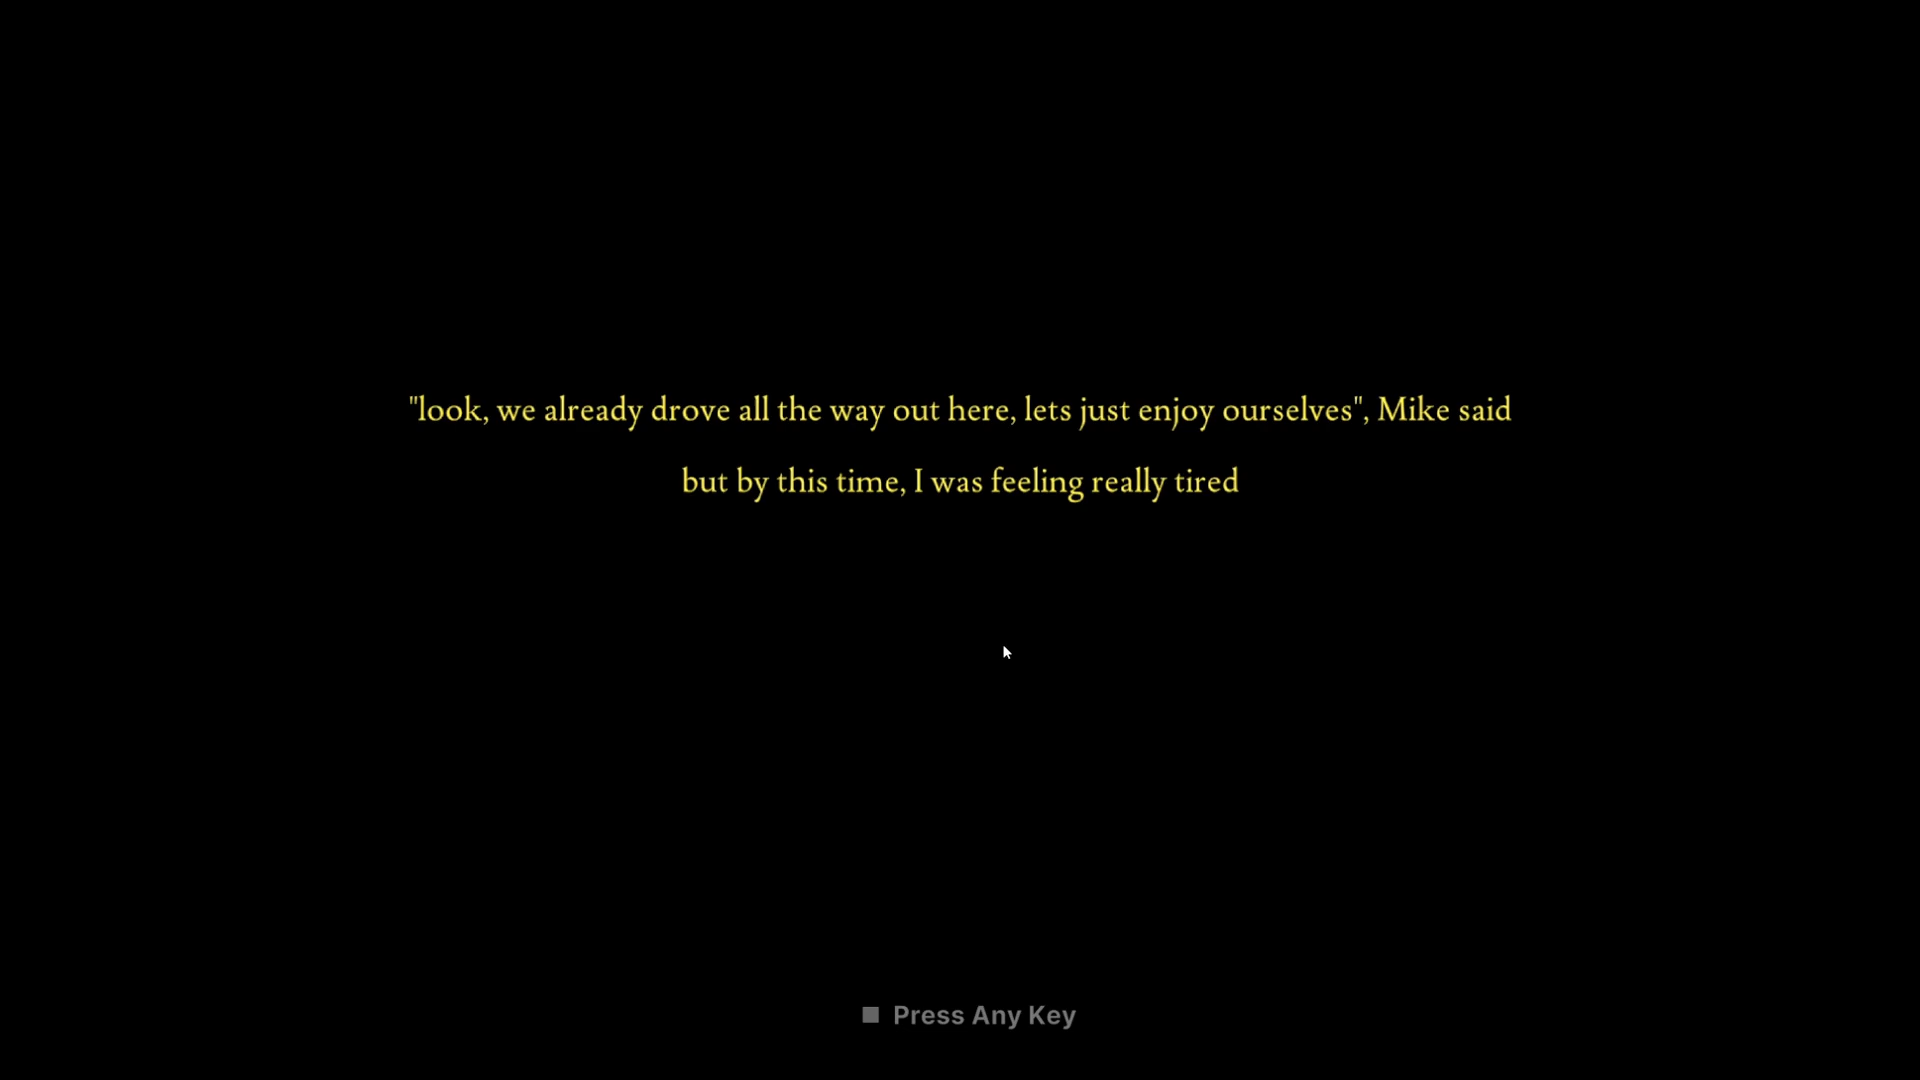 "look, we already drove all the way out here, lets just enjoy ourselves", Mike said
but by this time, I was feeling really tired
Press Any Key